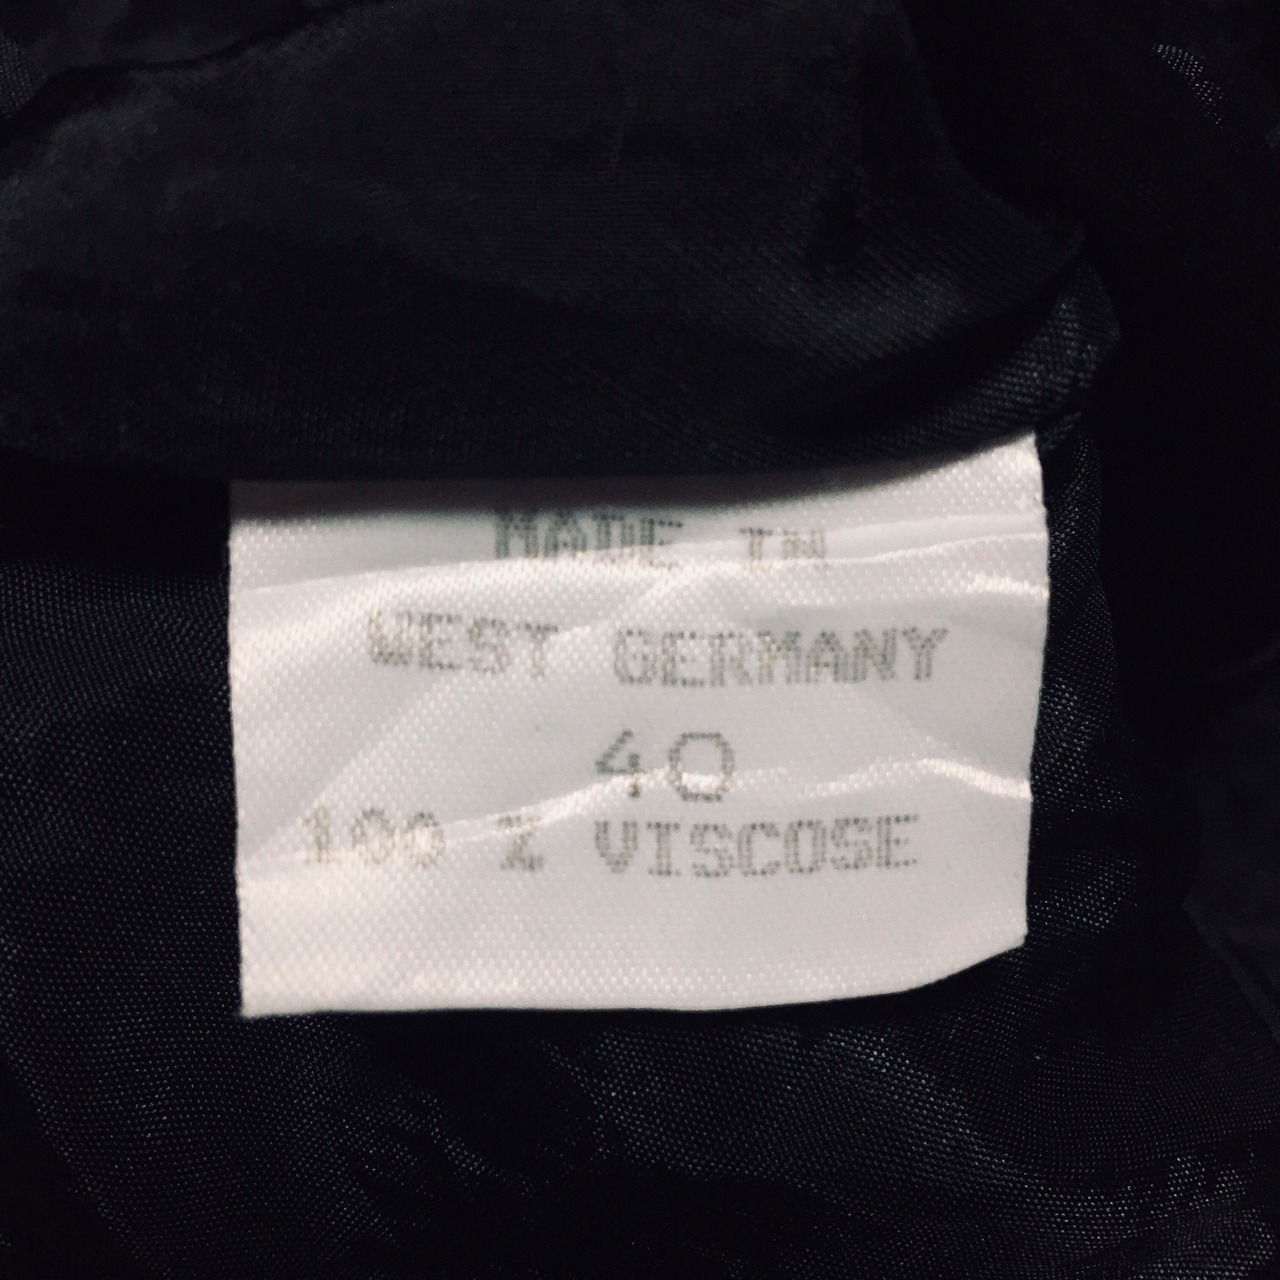 MADE IN
WEST GERMANY
40
100 % VISCOSE